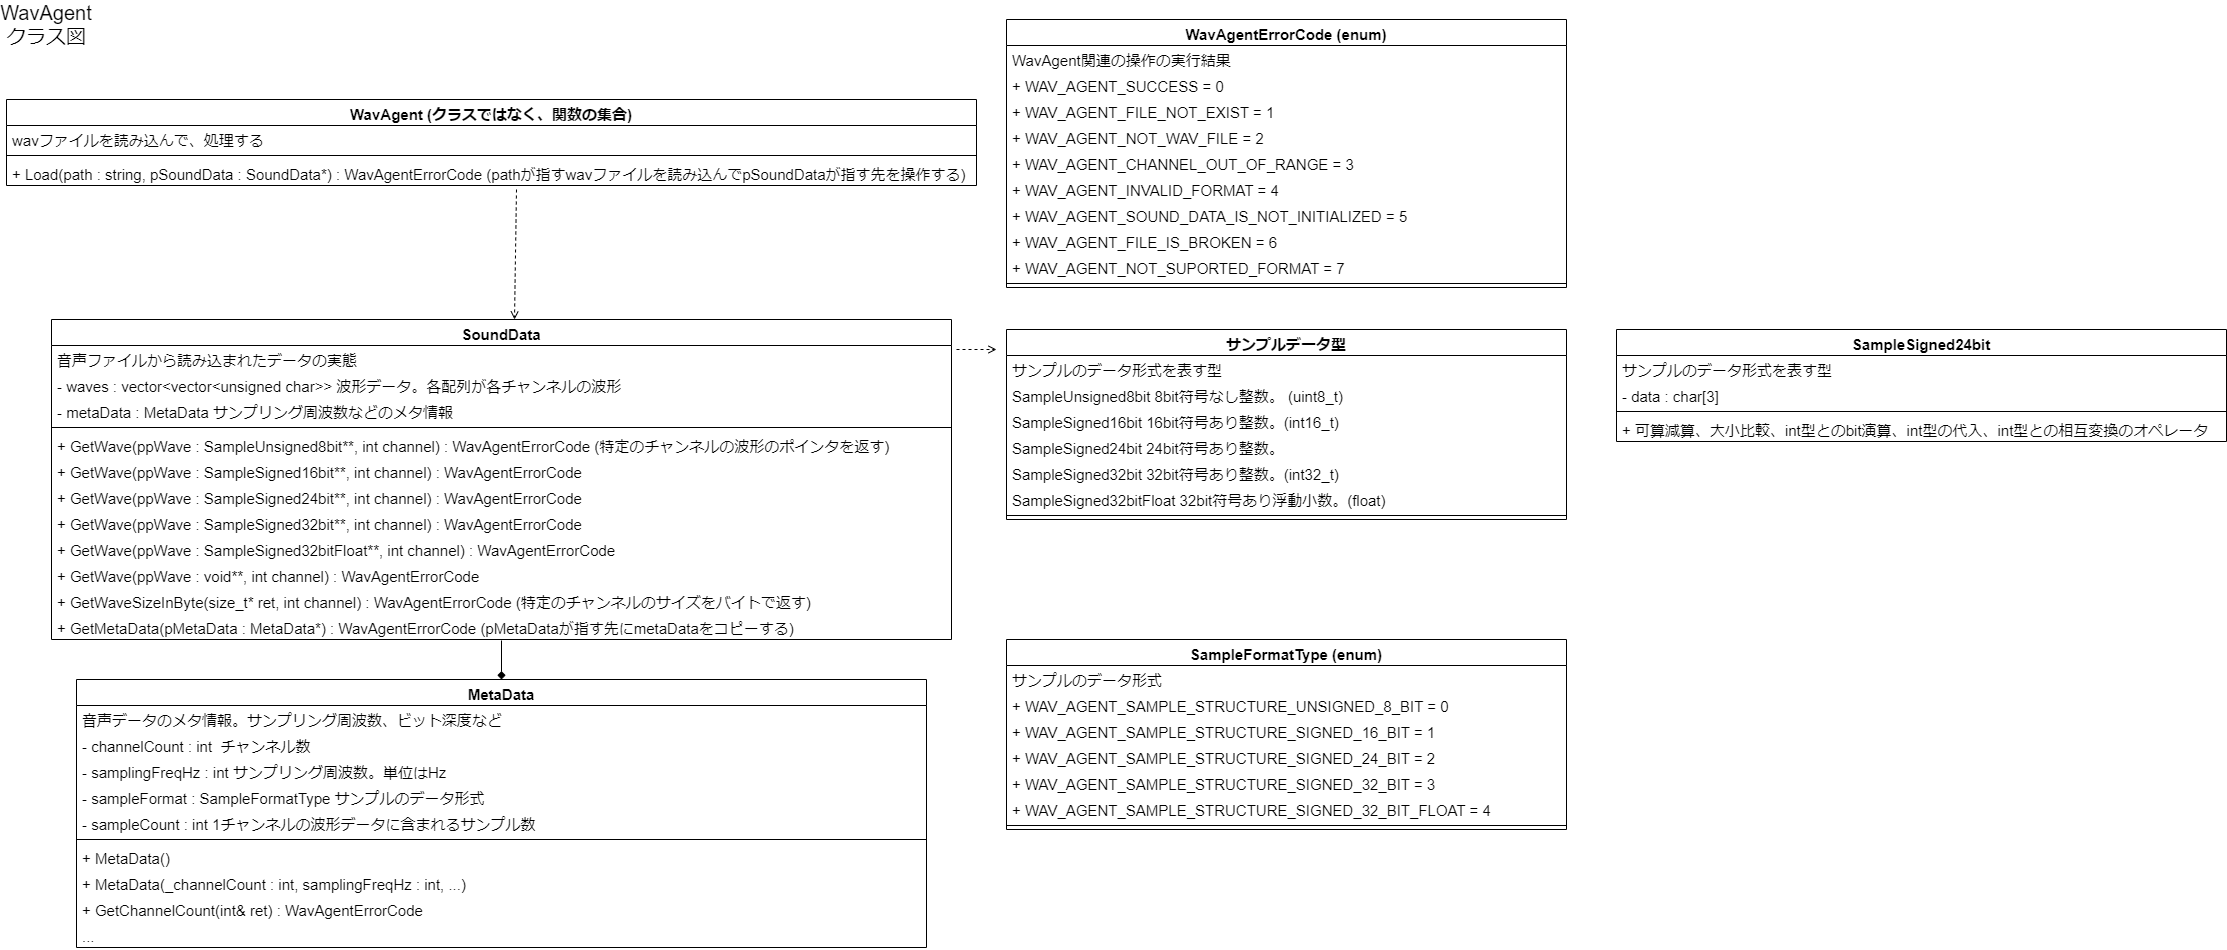 WavAgent
クラス図
WavAgent (クラスではなく、関数の集合)
wavファイルを読み込んで、処理する
+ Load(path : string, pSoundData : SoundData*) : WavAgentErrorCode (pathが指すwavファイルを読み込んでpSoundDataが指す先を操作する)
WavAgentErrorCode (enum)
WavAgent関連の操作の実行結果
+ WAV_AGENT_SUCCESS = 0
+ WAV_AGENT_FILE_NOT_EXIST = 1
+ WAV_AGENT_NOT_WAV_FILE = 2
+ WAV_AGENT_CHANNEL_OUT_OF_RANGE = 3
+ WAV_AGENT_INVALID_FORMAT = 4
+ WAV_AGENT_SOUND_DATA_IS_NOT_INITIALIZED = 5
+ WAV_AGENT_FILE_IS_BROKEN = 6
+ WAV_AGENT_NOT_SUPORTED_FORMAT = 7
SoundData
音声ファイルから読み込まれたデータの実態
- waves : vector<vector<unsigned char>> 波形データ。各配列が各チャンネルの波形
- metaData : MetaData サンプリング周波数などのメタ情報
+ GetWave(ppWave : SampleUnsigned8bit**, int channel) : WavAgentErrorCode (特定のチャンネルの波形のポインタを返す)
+ GetWave(ppWave : SampleSigned16bit**, int channel) : WavAgentErrorCode
+ GetWave(ppWave : SampleSigned24bit**, int channel) : WavAgentErrorCode
+ GetWave(ppWave : SampleSigned32bit**, int channel) : WavAgentErrorCode
+ GetWave(ppWave : SampleSigned32bitFloat**, int channel) : WavAgentErrorCode
+ GetWave(ppWave : void**, int channel) : WavAgentErrorCode
+ GetWaveSizeInByte(size_t* ret, int channel) : WavAgentErrorCode (特定のチャンネルのサイズをバイトで返す)
+ GetMetaData(pMetaData : MetaData*) : WavAgentErrorCode (pMetaDataが指す先にmetaDataをコピーする)
サンプルデータ型
サンプルのデータ形式を表す型
SampleUnsigned8bit 8bit符号なし整数。 (uint8_t)
SampleSigned16bit 16bit符号あり整数。(int16_t)
SampleSigned24bit 24bit符号あり整数。
SampleSigned32bit 32bit符号あり整数。(int32_t)
SampleSigned32bitFloat 32bit符号あり浮動小数。(float)
SampleSigned24bit
サンプルのデータ形式を表す型
- data : char[3]
+ 可算減算、大小比較、int型とのbit演算、int型の代入、int型との相互変換のオペレータ
MetaData
音声データのメタ情報。サンプリング周波数、ビット深度など
- channelCount : int  チャンネル数
- samplingFreqHz : int サンプリング周波数。単位はHz
- sampleFormat : SampleFormatType サンプルのデータ形式
- sampleCount : int 1チャンネルの波形データに含まれるサンプル数
+ MetaData()
+ MetaData(_channelCount : int, samplingFreqHz : int, ...)
+ GetChannelCount(int& ret) : WavAgentErrorCode
...
SampleFormatType (enum)
サンプルのデータ形式
+ WAV_AGENT_SAMPLE_STRUCTURE_UNSIGNED_8_BIT = 0
+ WAV_AGENT_SAMPLE_STRUCTURE_SIGNED_16_BIT = 1
+ WAV_AGENT_SAMPLE_STRUCTURE_SIGNED_24_BIT = 2
+ WAV_AGENT_SAMPLE_STRUCTURE_SIGNED_32_BIT = 3
+ WAV_AGENT_SAMPLE_STRUCTURE_SIGNED_32_BIT_FLOAT = 4